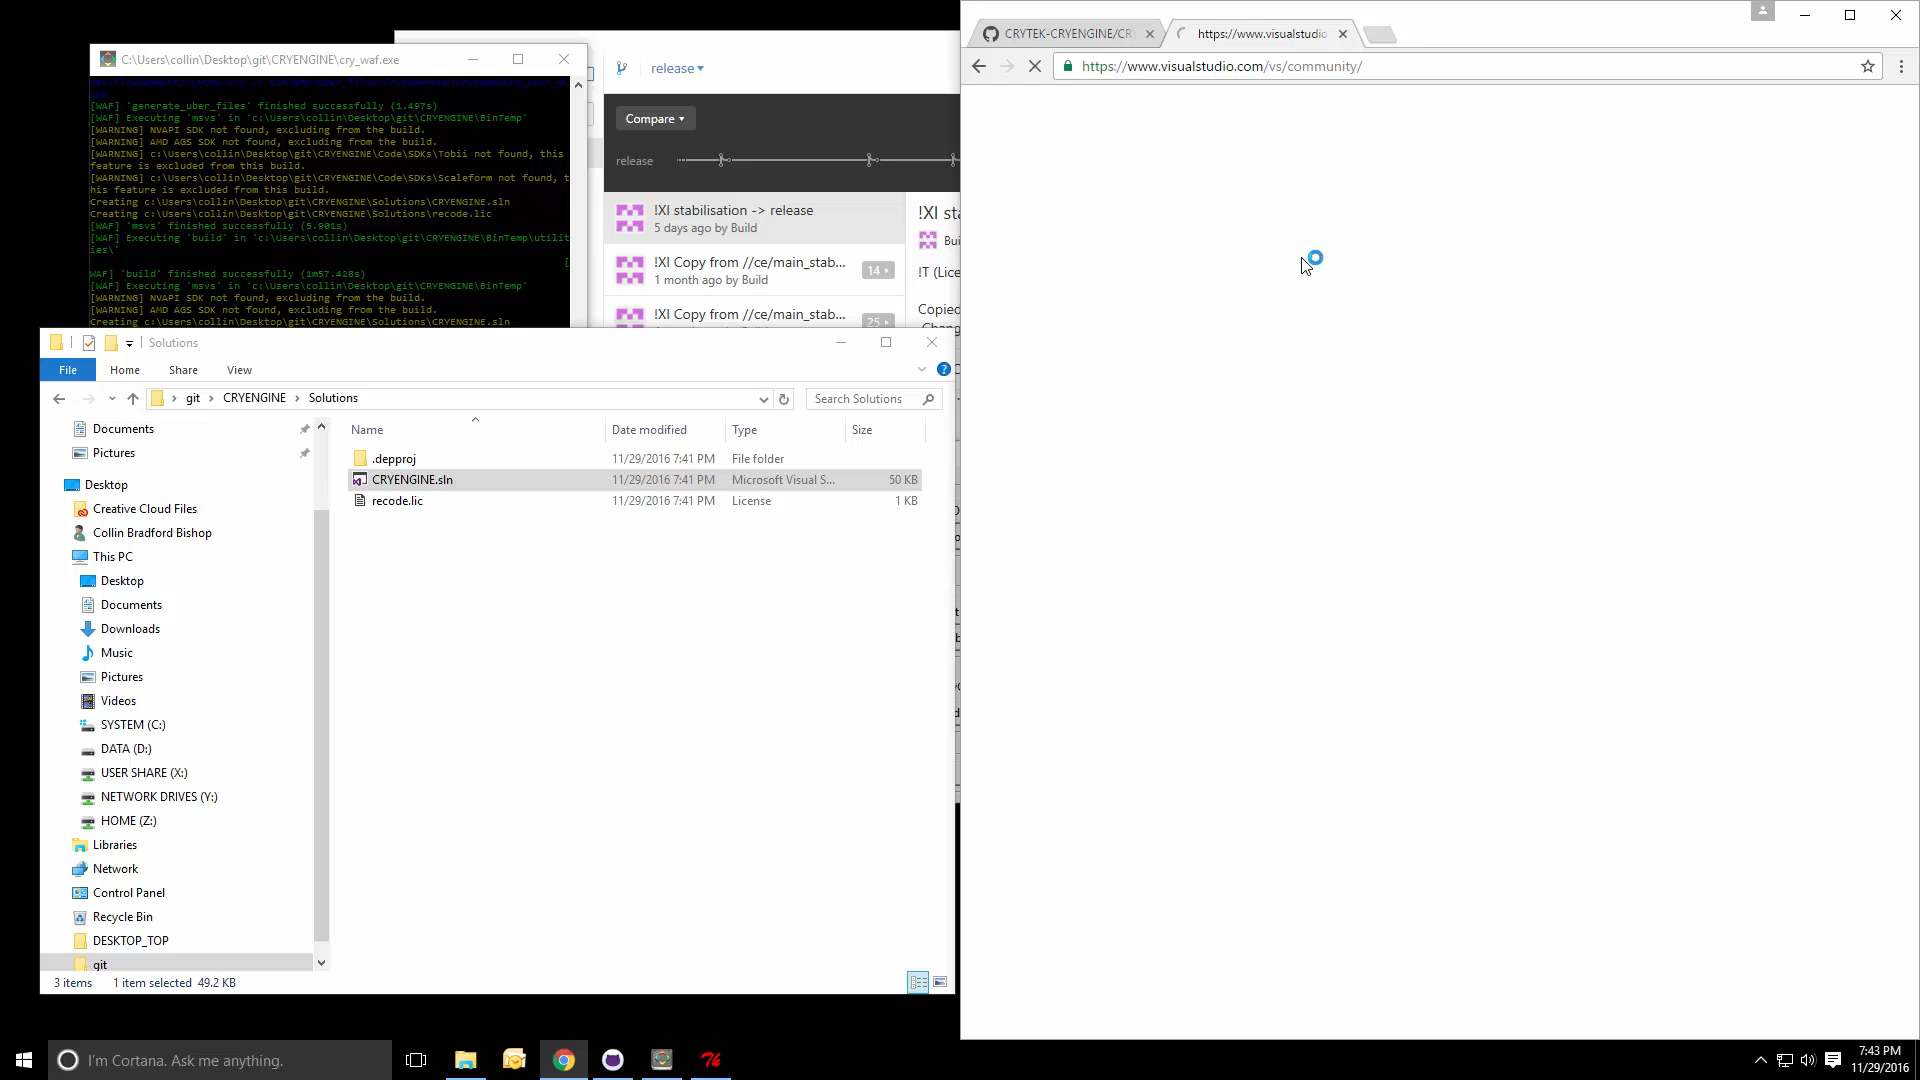 C:\Users\collin\Desktop\git\CRYENGINE\cry_waf.exe
[WAF] 'generate_uber_files' finished successfully (1.497s)
[WAF] Executing 'msvs' in 'c:\Users\collin\Desktop\git\CRYENGINE\BinTemp'
[WARNING] NVAPI SDK not found, excluding from the build.
[WARNING] AMD AGS SDK not found, excluding from the build.
[WARNING] c:\Users\collin\Desktop\git\CRYENGINE\Code\SDKs\Tobii not found, this
feature is excluded from this build.
[WARNING] c:\Users\collin\Desktop\git\CRYENGINE\Code\SDKs\Scaleform not found, t
his feature is excluded from this build.
Creating c:\Users\collin\Desktop\git\CRYENGINE\Solutions\CRYENGINE.sln
Creating c:\Users\collin\Desktop\git\CRYENGINE\Solutions\recode.lic
[WAF] 'msvs' finished successfully (5.901s)
[WAF] Executing 'build' in 'c:\Users\collin\Desktop\git\CRYENGINE\BinTemp\utilit
ies\'
[
WAF] 'build' finished successfully (1m57.428s)
[WAF] Executing 'msvs' in 'c:\Users\collin\Desktop\git\CRYENGINE\BinTemp'
[WARNING] NVAPI SDK not found, excluding from the build.
[WARNING] AMD AGS SDK not found, excluding from the build.
Creating c:\Users\collin\Desktop\git\CRYENGINE\Solutions\CRYENGINE.sln
release
Compare
release
!XI stabilisation -> release
5 days ago by Build
!XI Copy from //ce/main_stab...
1 month ago by Build
14
!XI Copy from //ce/main_stab...
25
!XI sta
Bui
!T (Lice
Copied
CRYTEK-CRYENGINE/CR
https://www.visualstudio
https://www.visualstudio.com/vs/community/
Solutions
File Home Share View
git > CRYENGINE > Solutions
Search Solutions
Name Date modified Type Size
.depproj 11/29/2016 7:41 PM File folder
CRYENGINE.sln 11/29/2016 7:41 PM Microsoft Visual S... 50 KB
recode.lic 11/29/2016 7:41 PM License 1 KB
Documents
Pictures
Desktop
Creative Cloud Files
Collin Bradford Bishop
This PC
Desktop
Documents
Downloads
Music
Pictures
Videos
SYSTEM (C:)
DATA (D:)
USER SHARE (X:)
NETWORK DRIVES (Y:)
HOME (Z:)
Libraries
Network
Control Panel
Recycle Bin
DESKTOP_TOP
git
3 items 1 item selected 49.2 KB
I'm Cortana. Ask me anything.
7:43 PM
11/29/2016